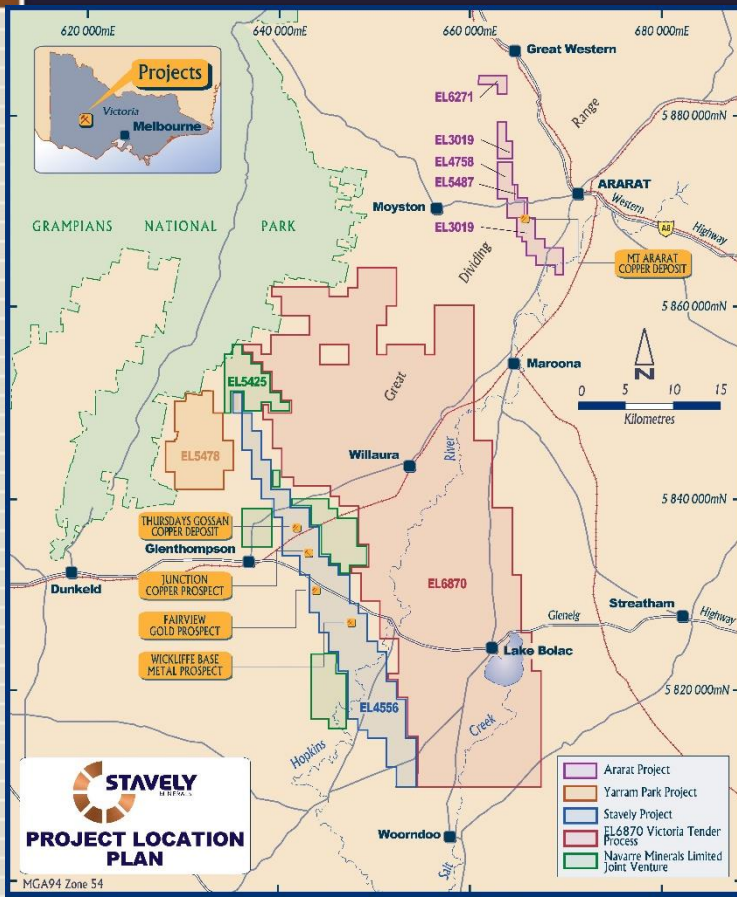 620 000mE
640 000mE
660 000mE
680 000mE
Projects
Victoria
Melbourne
Great Western
EL6271
Range
5 880 000mN
EL3019
EL4758
EL5487
ARARAT
Moyston
Western
Highway
A8
EL3019
GRAMPIANS NATIONAL PARK
Dividing
MT ARARAT
COPPER DEPOSIT
5 860 000mN
N
Maroona
0 5 10 15
Kilometres
EL5425
Great
EL5478
Willaura
River
5 840 000mN
THURSDAYS GOSSAN
COPPER DEPOSIT
Glenthompson
Dunkeld
JUNCTION
COPPER PROSPECT
EL6870
Streatham
Glenelg
Highway
FAIRVIEW
GOLD PROSPECT
Lake Bolac
WICKLIFFE BASE
METAL PROSPECT
5 820 000mN
EL4556
Creek
Hopkins
STAVELY
MINERALS
PROJECT LOCATION
PLAN
Woorndoo
Salt
Ararat Project
Yarram Park Project
Stavely Project
EL6870 Victoria Tender
Process
Navarre Minerals Limited
Joint Venture
MGA94 Zone 54